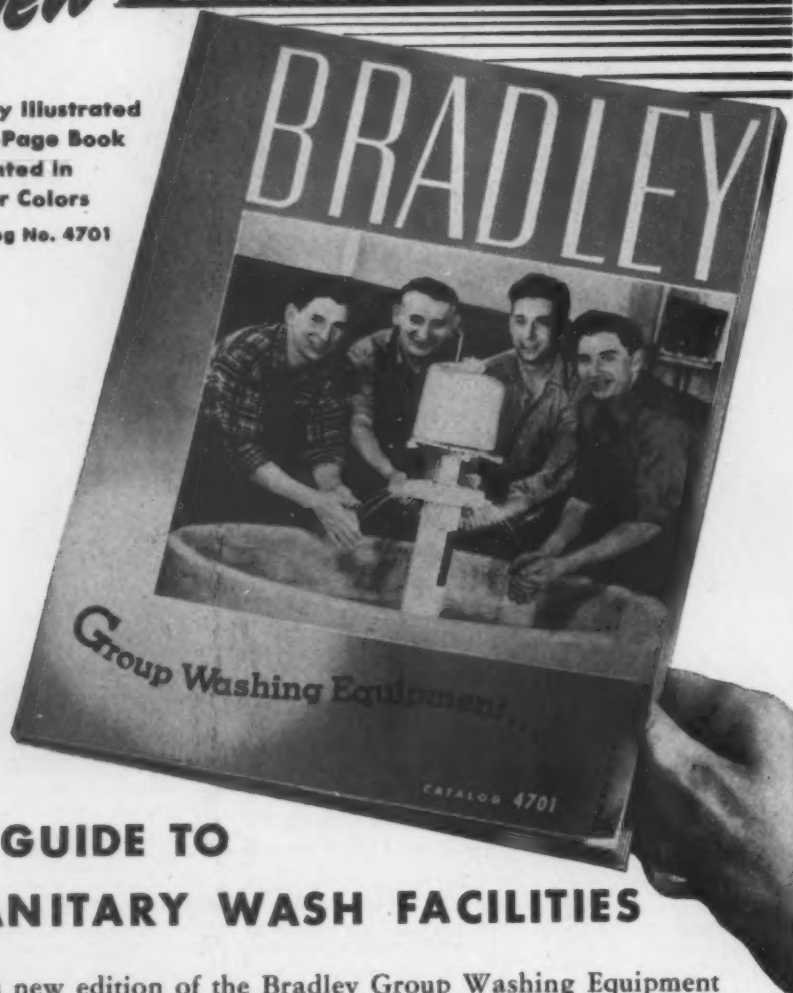 y Illustrated
Page Book
nted in
r Colors
g No. 4701
BRADLEY
Group Washing Equipment...
CATALOG 4701
GUIDE TO
ANITARY WASH FACILITIES
new edition of the Bradley Group Washing Equipment